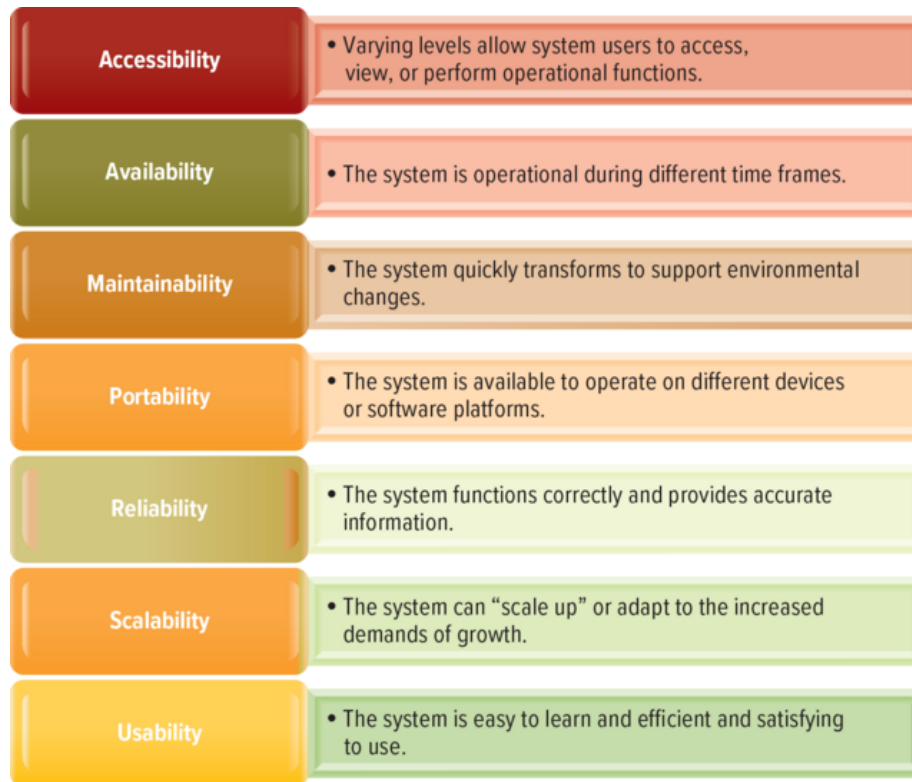 Accessibility
• Varying levels allow system users to access,
view, or perform operational functions.
Availability
• The system is operational during different time frames.
Maintainability
• The system quickly transforms to support environmental
changes.
Portability
• The system is available to operate on different devices
or software platforms.
Reliability
• The system functions correctly and provides accurate
information.
Scalability
• The system can “scale up” or adapt to the increased
demands of growth.
Usability
• The system is easy to learn and efficient and satisfying
to use.